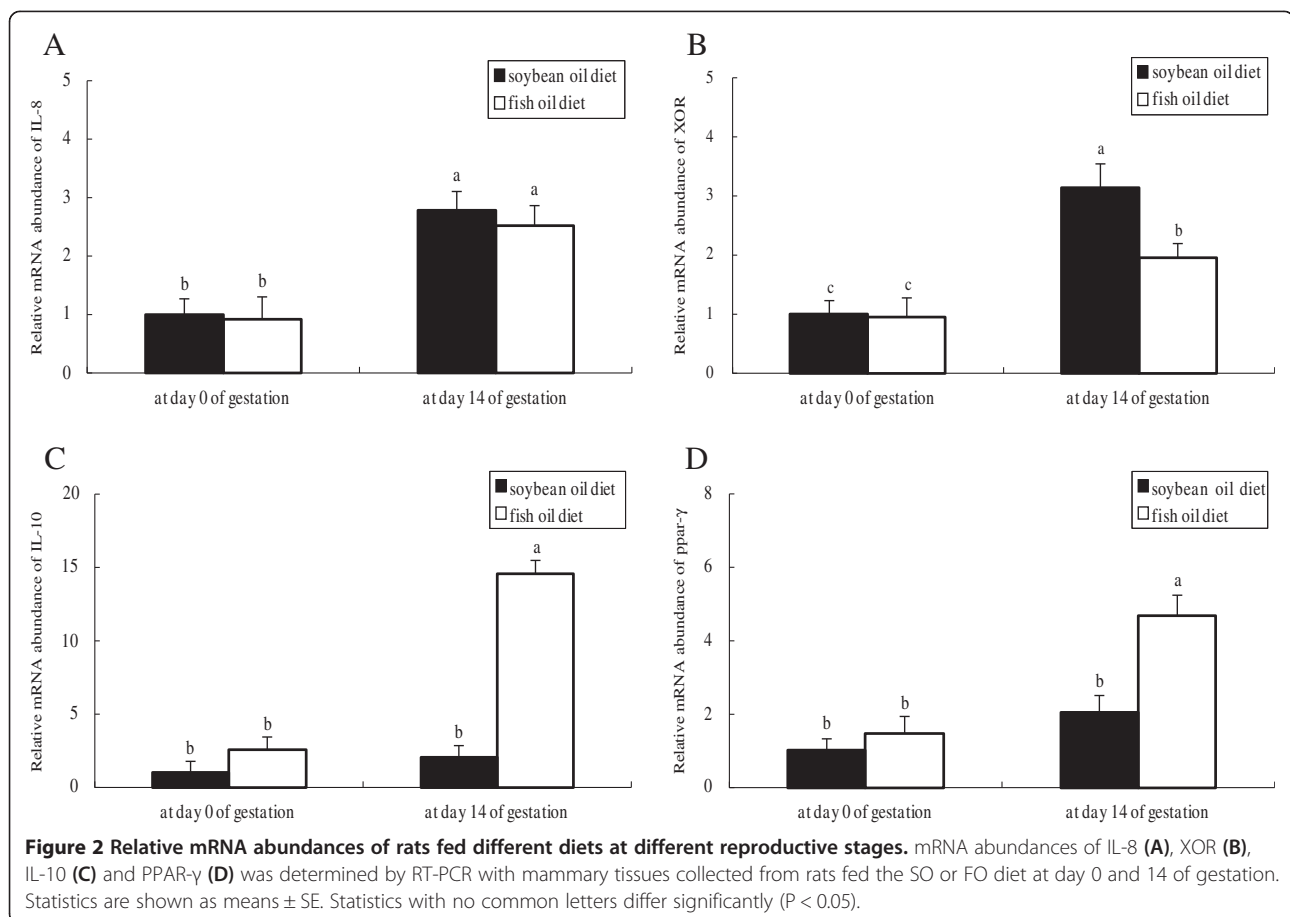 A
soybean oil diet
fish oil diet
Relative mRNA abundance of IL-8
5
4
3
2
1
0
b
b
a
a
at day 0 of gestation
at day 14 of gestation
B
soybean oil diet
fish oil diet
Relative mRNA abundance of XOR
5
4
3
2
1
0
c
c
a
b
at day 0 of gestation
at day 14 of gestation
C
soybean oil diet
fish oil diet
Relative mRNA abundance of IL-10
20
15
10
5
0
b
b
b
a
at day 0 of gestation
at day 14 of gestation
D
soybean oil diet
fish oil diet
Relative mRNA abundance of ppar-γ
8
6
4
2
0
b
b
b
a
at day 0 of gestation
at day 14 of gestation
Figure 2 Relative mRNA abundances of rats fed different diets at different reproductive stages. mRNA abundances of IL-8 (A), XOR (B),
IL-10 (C) and PPAR-γ (D) was determined by RT-PCR with mammary tissues collected from rats fed the SO or FO diet at day 0 and 14 of gestation.
Statistics are shown as means ± SE. Statistics with no common letters differ significantly (P < 0.05).